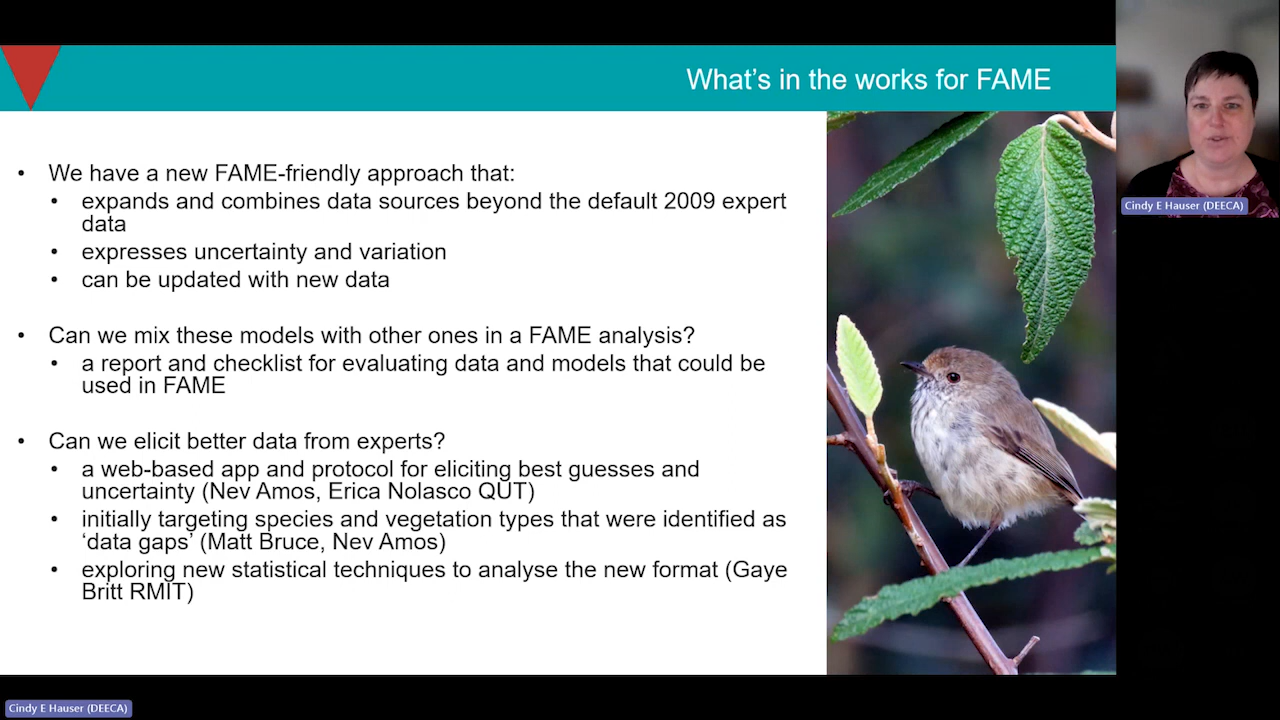 What's in the works for FAME
• We have a new FAME-friendly approach that:
• expands and combines data sources beyond the default 2009 expert
data
• expresses uncertainty and variation
• can be updated with new data
• Can we mix these models with other ones in a FAME analysis?
• a report and checklist for evaluating data and models that could be
used in FAME
• Can we elicit better data from experts?
• a web-based app and protocol for eliciting best guesses and
uncertainty (Nev Amos, Erica Nolasco QUT)
• initially targeting species and vegetation types that were identified as
‘data gaps’ (Matt Bruce, Nev Amos)
• exploring new statistical techniques to analyse the new format (Gaye
Britt RMIT)
Cindy E Hauser (DEECA)
Cindy E Hauser (DEECA)